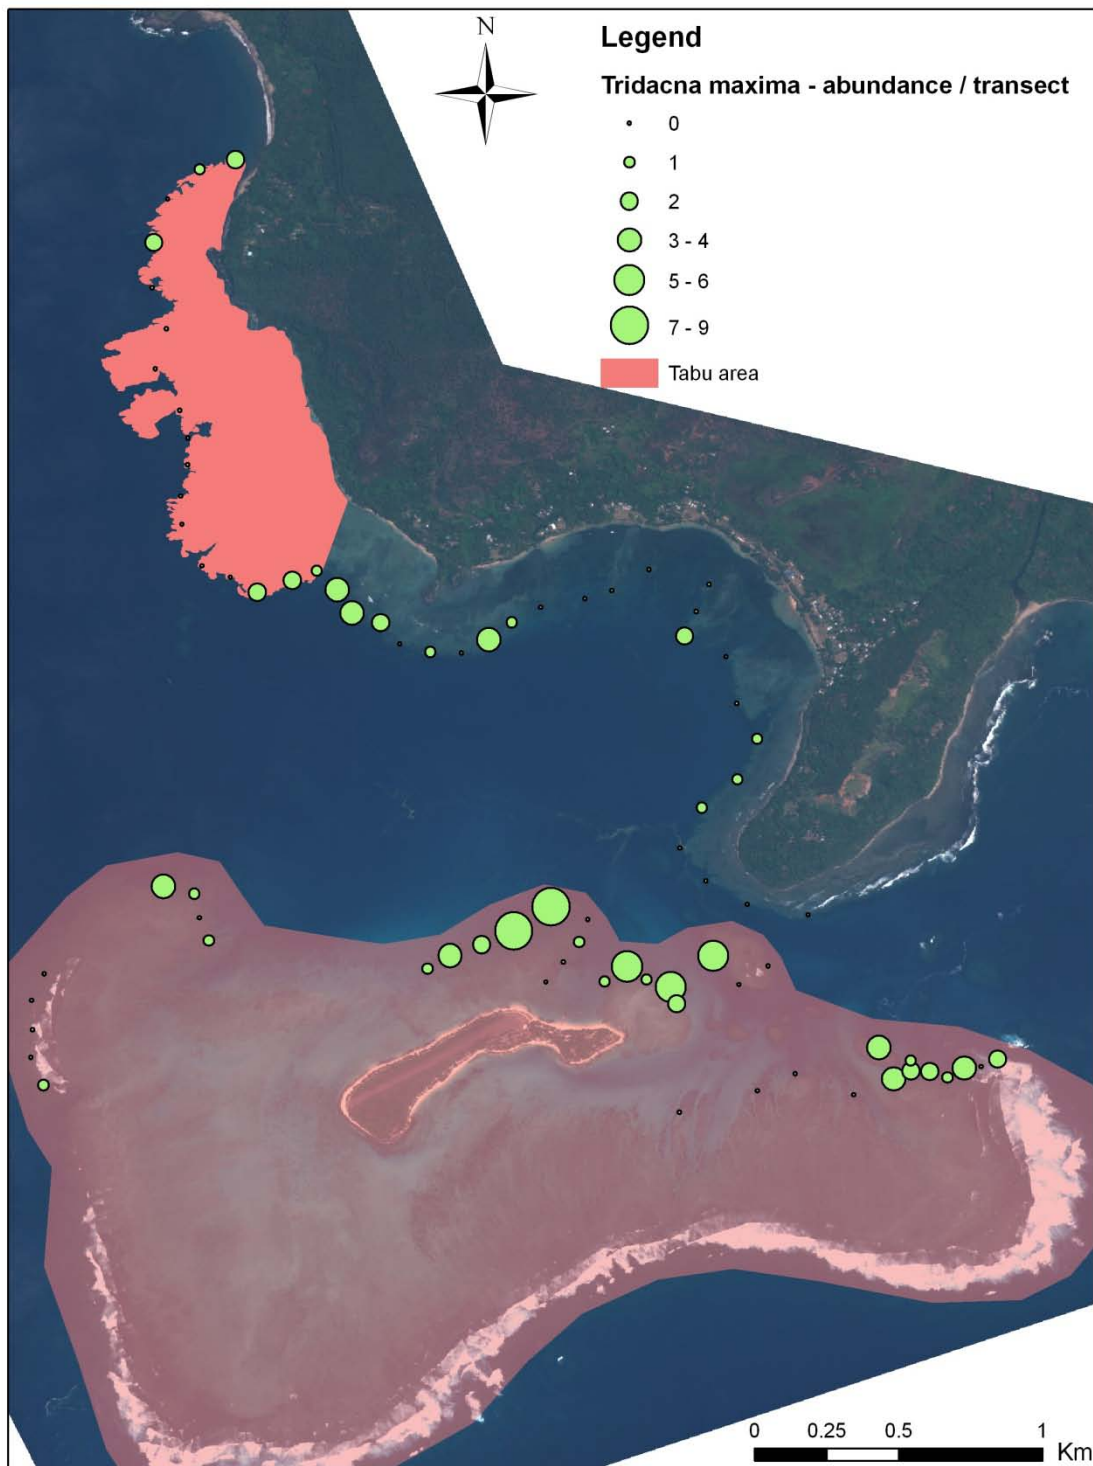 N
Legend
Tridacna maxima - abundance / transect
0
1
2
3 - 4
5 - 6
7 - 9
Tabu area
0 0.25 0.5 1
Km